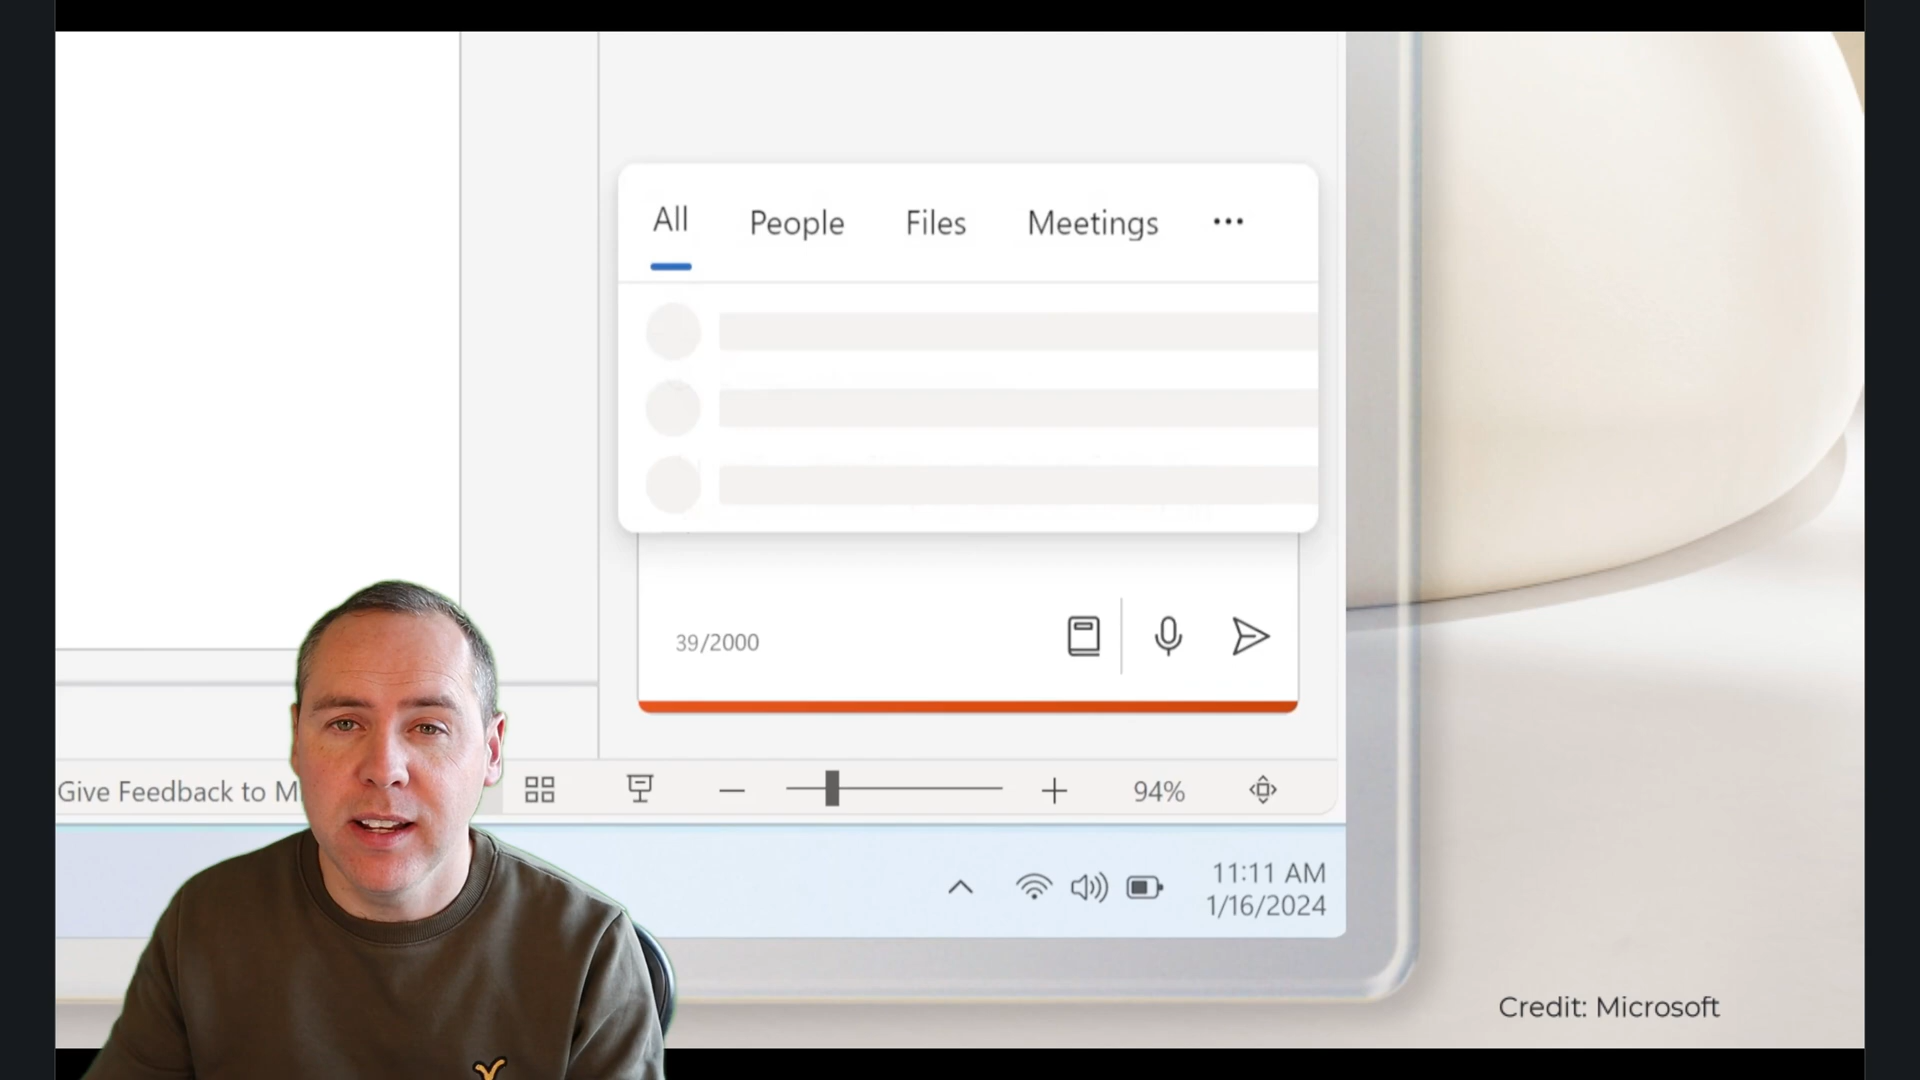 All People Files Meetings ...
39/2000
Give Feedback to M
94%
11:11 AM
1/16/2024
Credit: Microsoft